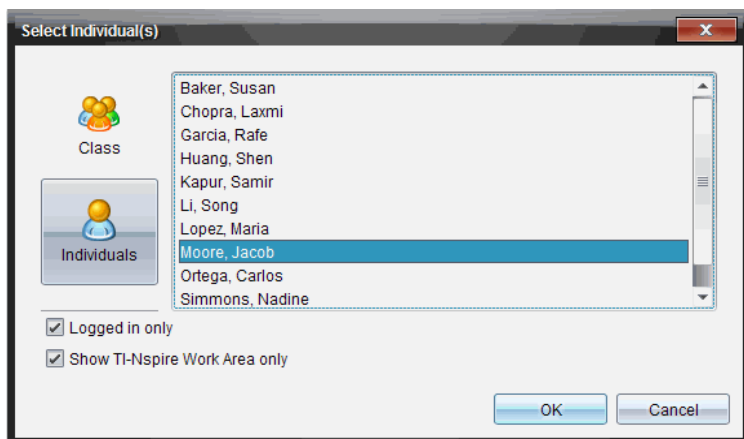 Select Individual(s)
Class
Individuals
Baker, Susan
Chopra, Laxmi
Garcia, Rafe
Huang, Shen
Kapur, Samir
Li, Song
Lopez, Maria
Moore, Jacob
Ortega, Carlos
Simmons, Nadine
Logged in only
Show TI-Nspire Work Area only
OK
Cancel